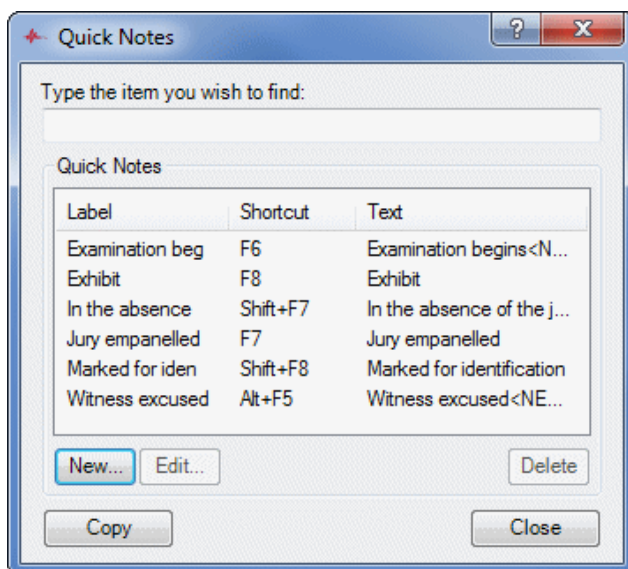 Quick Notes
?
Type the item you wish to find:
Quick Notes
Label Shortcut Text
Examination beg F6 Examination begins<N...
Exhibit F8 Exhibit
In the absence Shift+F7 In the absence of the j...
Jury empanelled F7 Jury empanelled
Marked for iden Shift+F8 Marked for identification
Witness excused Alt+F5 Witness excused<NE...
New... Edit... Delete
Copy Close